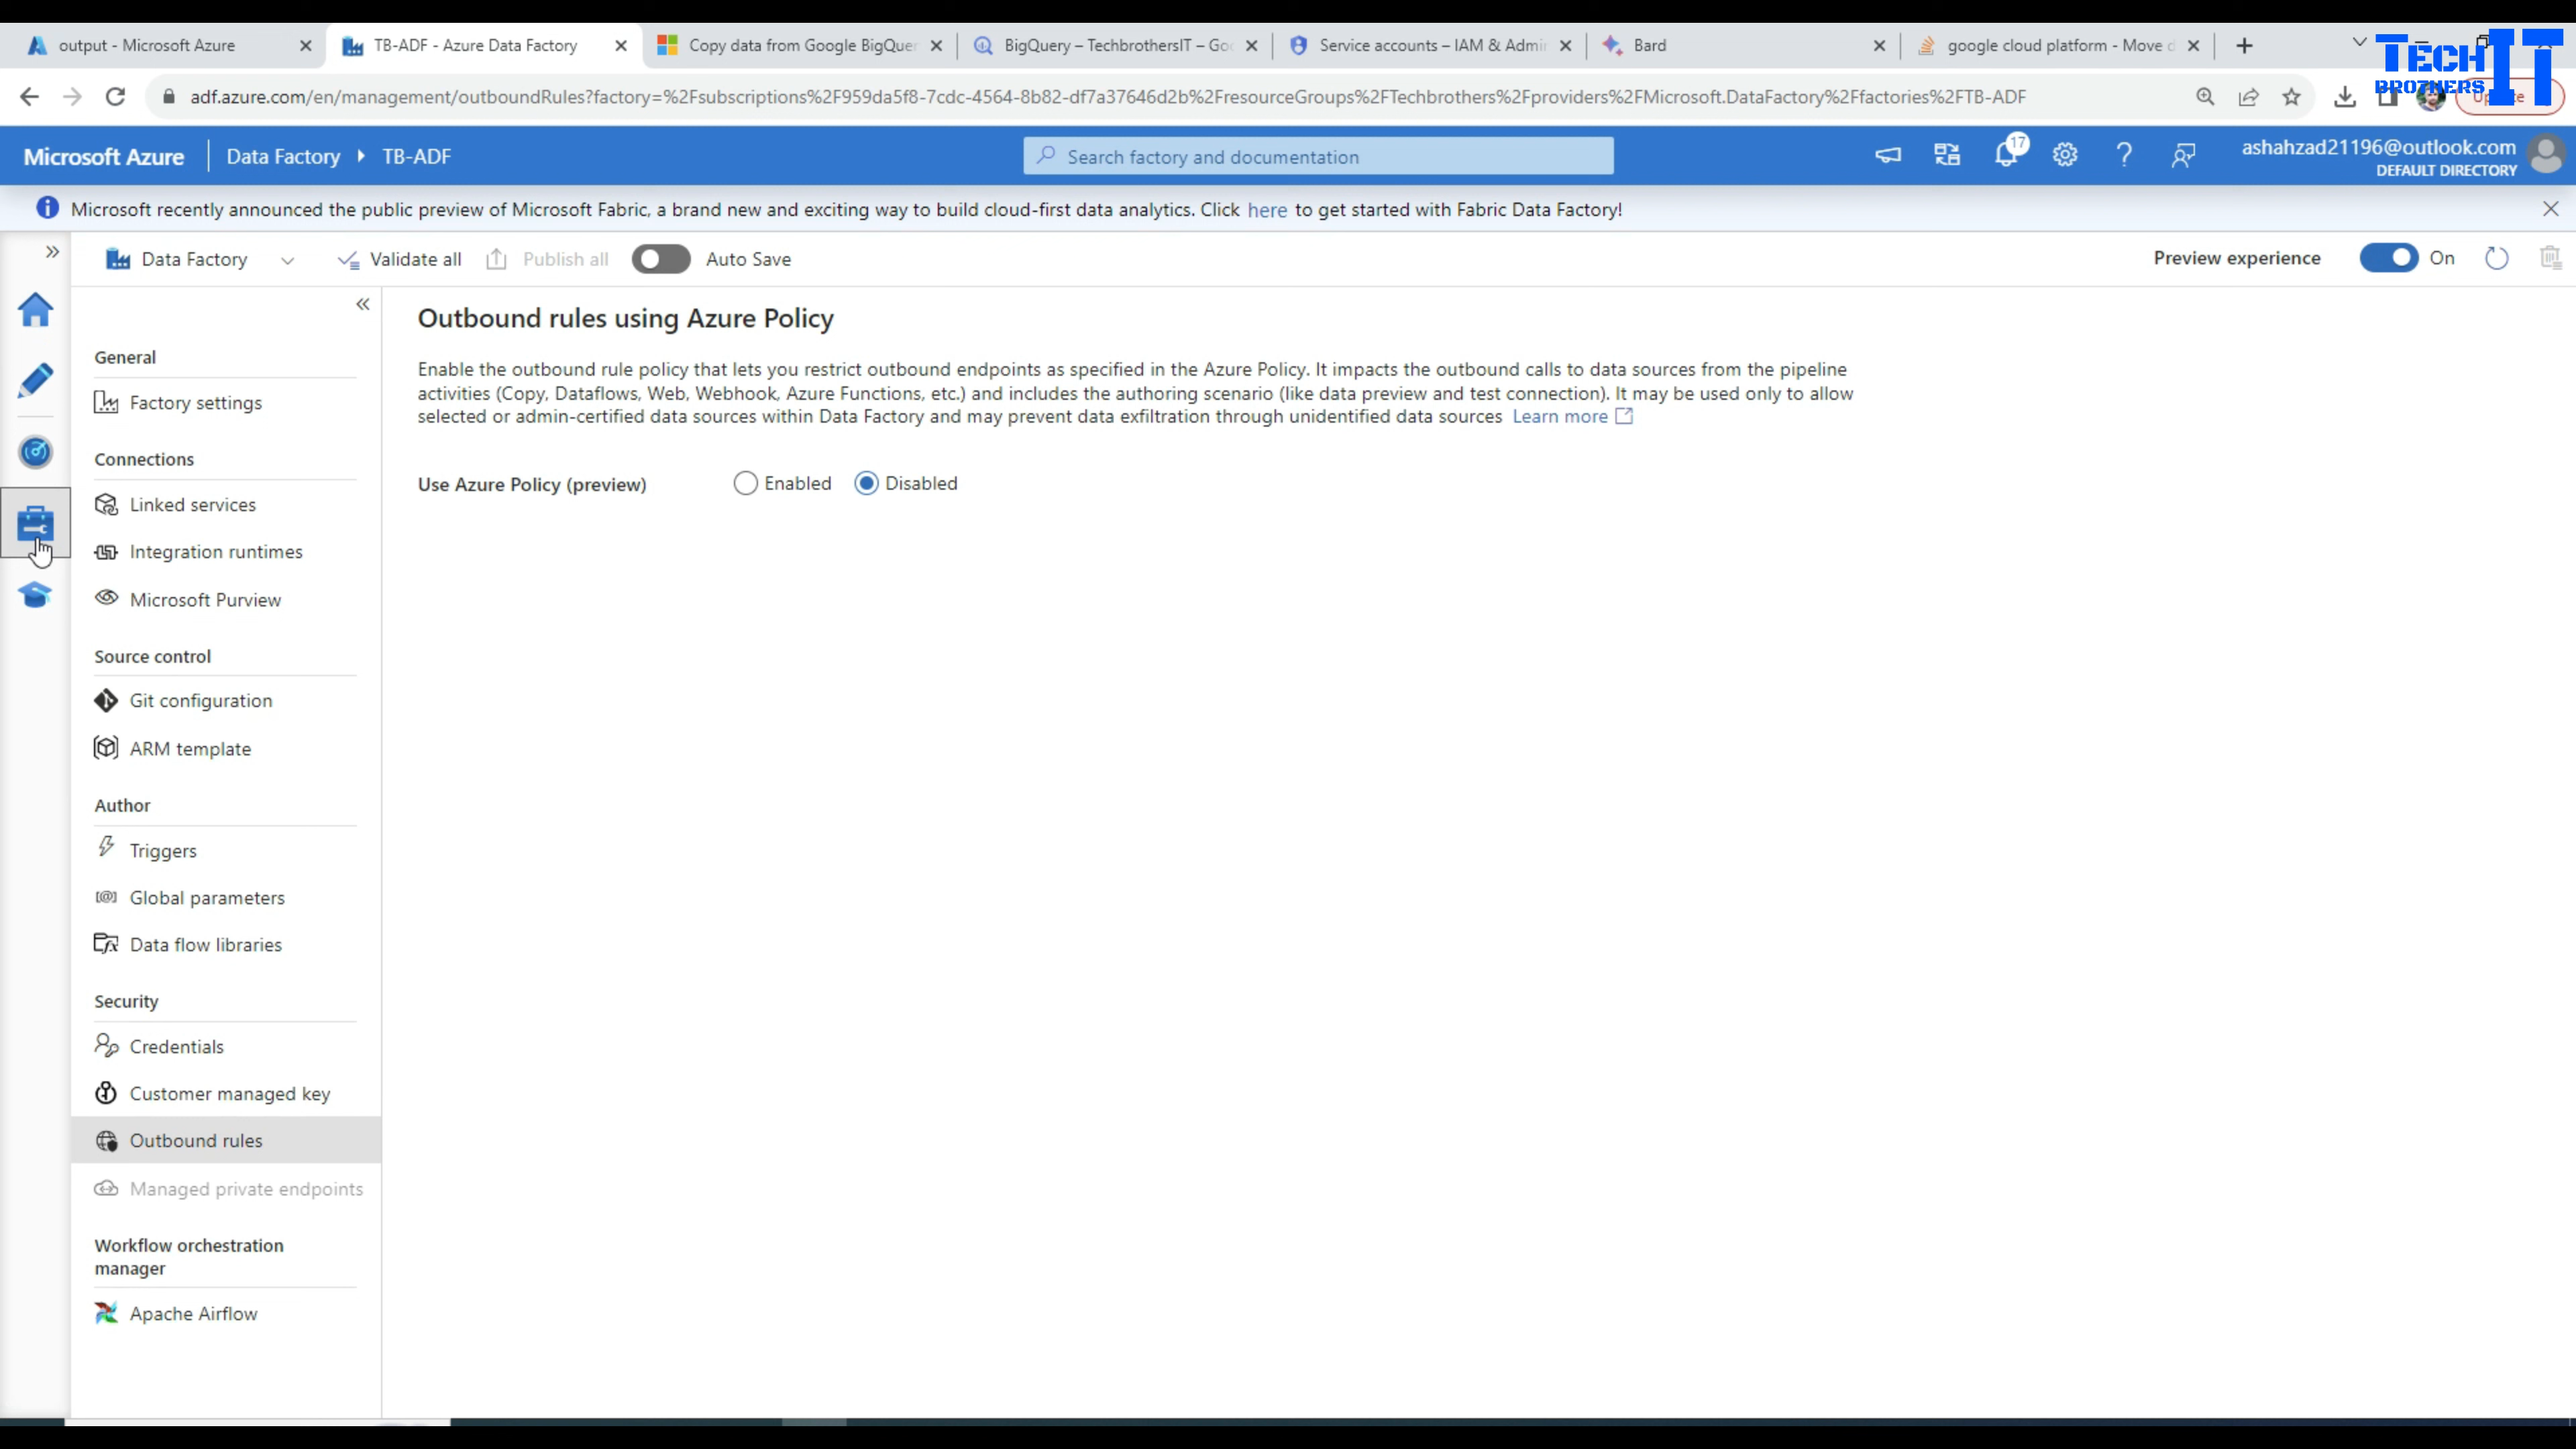 output - Microsoft Azure
TB-ADF - Azure Data Factory
Copy data from Google BigQuer
BigQuery – TechbrothersIT – Goo
Service accounts – IAM & Admin
Bard
google cloud platform - Move d
TECH IT
BROTHERS
adf.azure.com/en/management/outboundRules?factory=%2Fsubscriptions%2F959da5f8-7cdc-4564-8b82-df7a37646d2b%2FresourceGroups%2FTechbrothers%2Fproviders%2FMicrosoft.DataFactory%2Ffactories%2FTB-ADF
Microsoft Azure
Data Factory
TB-ADF
Search factory and documentation
17
ashahzad21196@outlook.com
DEFAULT DIRECTORY
Microsoft recently announced the public preview of Microsoft Fabric, a brand new and exciting way to build cloud-first data analytics. Click here to get started with Fabric Data Factory!
Data Factory
Validate all
Publish all
Auto Save
Preview experience
On
General
Factory settings
Connections
Linked services
Integration runtimes
Microsoft Purview
Source control
Git configuration
ARM template
Author
Triggers
Global parameters
Data flow libraries
Security
Credentials
Customer managed key
Outbound rules
Managed private endpoints
Workflow orchestration
manager
Apache Airflow
Outbound rules using Azure Policy
Enable the outbound rule policy that lets you restrict outbound endpoints as specified in the Azure Policy. It impacts the outbound calls to data sources from the pipeline
activities (Copy, Dataflows, Web, Webhook, Azure Functions, etc.) and includes the authoring scenario (like data preview and test connection). It may be used only to allow
selected or admin-certified data sources within Data Factory and may prevent data exfiltration through unidentified data sources Learn more
Use Azure Policy (preview)
Enabled
Disabled